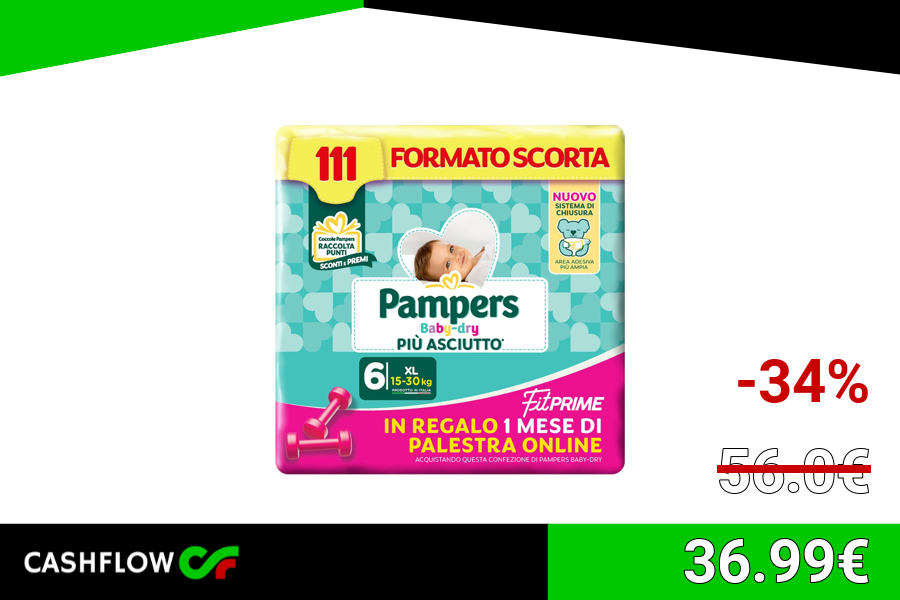 111 FORMATO SCORTA
NUOVO
SISTEMA DI
CHIUSURA
AREA ADESIVA
PIÙ AMPIA
Coccole Pampers
RACCOLTA
PUNTI
SCONTI E PREMI
Pampers
Baby-dry
PIÙ ASCIUTTO*
6 XL
15-30 kg
PRODOTTO IN ITALIA
FitPRIME
IN REGALO 1 MESE DI
PALESTRA ONLINE
ACQUISTANDO QUESTA CONFEZIONE DI PAMPERS BABY-DRY
-34%
56.0€
36.99€
CASHFLOW